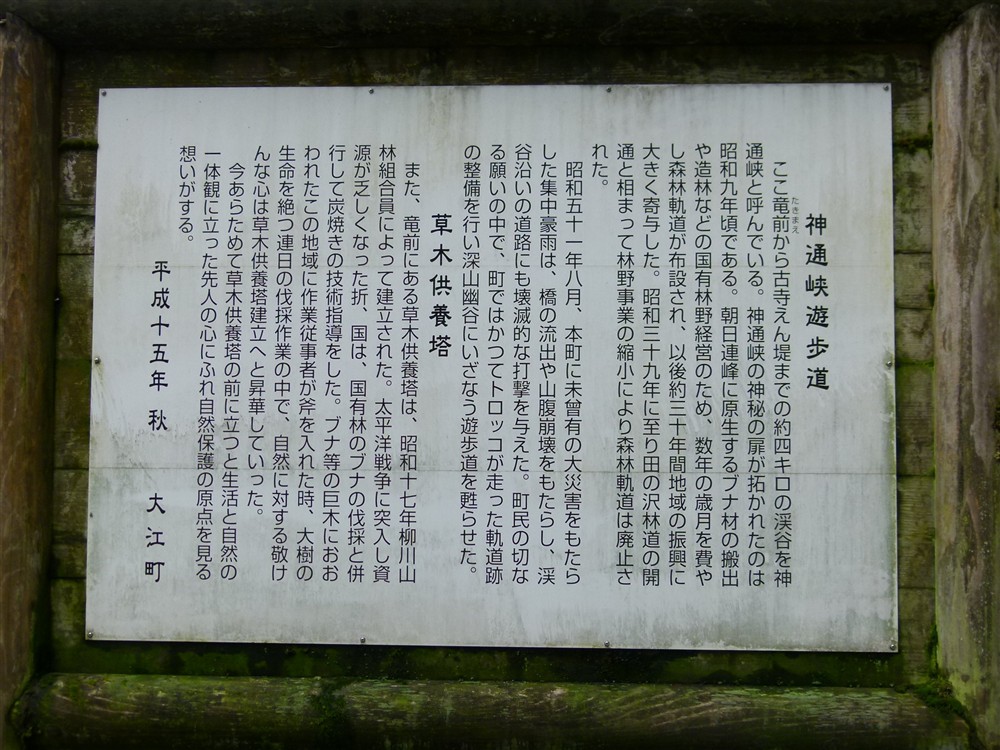 神通峡遊歩道
ここ竜前から古寺えん堤までの約四キロの渓谷を神
たきまえ
通峡と呼んでいる。神通峡の神秘の扉が拓かれたのは
昭和九年頃である。朝日連峰に原生するブナ材の搬出
や造林などの国有林野経営のため、数年の歳月を費や
し森林軌道が布設され、以後約三十年間地域の振興に
大きく寄与した。昭和三十九年に至り田の沢林道の開
通と相まって林野事業の縮小により森林軌道は廃止さ
れた。
昭和五十一年八月、本町に未曾有の大災害をもたら
した集中豪雨は、橋の流出や山腹崩壊をもたらし、渓
谷沿いの道路にも壊滅的な打撃を与えた。町民の切な
る願いの中で、町ではかつてトロッコが走った軌道跡
の整備を行い深山幽谷にいざなう遊歩道を甦らせた。
草木供養塔
また、竜前にある草木供養塔は、昭和十七年柳川山
林組合員によって建立された。太平洋戦争に突入し資
源が乏しくなった折、国は、国有林のブナの伐採と併
行して炭焼きの技術指導をした。ブナ等の巨木におお
われたこの地域に作業従事者が斧を入れた時、大樹の
生命を絶つ連日の伐採作業の中で、自然に対する敬け
んな心は草木供養塔建立へと昇華していった。
今あらためて草木供養塔の前に立つと生活と自然の
一体観に立った先人の心にふれ自然保護の原点を見る
想いがする。
平成十五年 秋 大江町